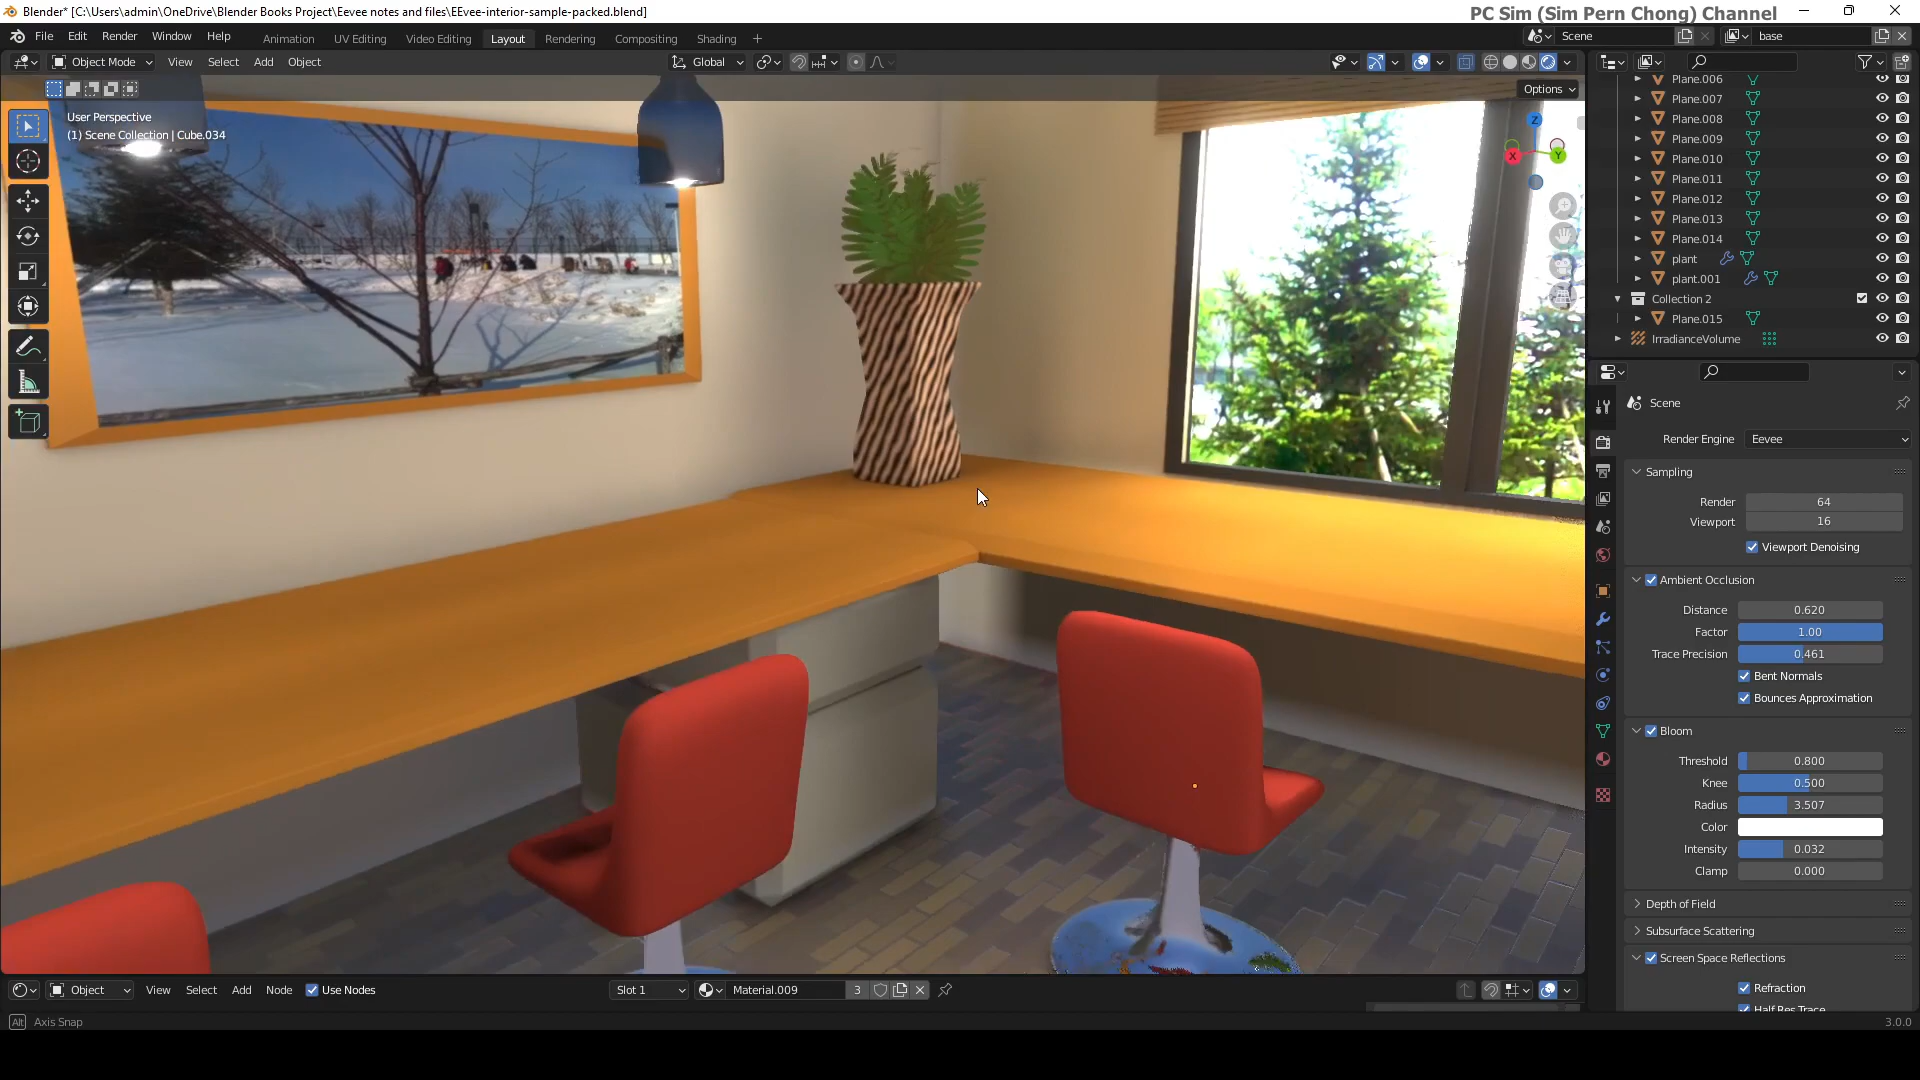 Blender* [C:\Users\admin\OneDrive\Blender Books Project\Eevee notes and files\EEvee-interior-sample-packed.blend]
PC Sim (Sim Pern Chong) Channel
File Edit Render Window Help Animation UV Editing Video Editing Layout Rendering Compositing Shading +
Scene
base
Object Mode View Select Add Object
Global
Options
User Perspective
(1) Scene Collection | Cube.034
Z
X
Y
Plane.006
Plane.007
Plane.008
Plane.009
Plane.010
Plane.011
Plane.012
Plane.013
Plane.014
plant
plant.001
Collection 2
Plane.015
IrradianceVolume
Scene
Render Engine Eevee
Sampling
Render 64
Viewport 16
Viewport Denoising
Ambient Occlusion
Distance 0.620
Factor 1.00
Trace Precision 0.461
Bent Normals
Bounces Approximation
Bloom
Threshold 0.800
Knee 0.500
Radius 3.507
Color
Intensity 0.032
Clamp 0.000
Depth of Field
Subsurface Scattering
Screen Space Reflections
Refraction
Half Res Trace
Object View Select Add Node Use Nodes Slot 1 Material.009 3
Alt Axis Snap
3.0.0